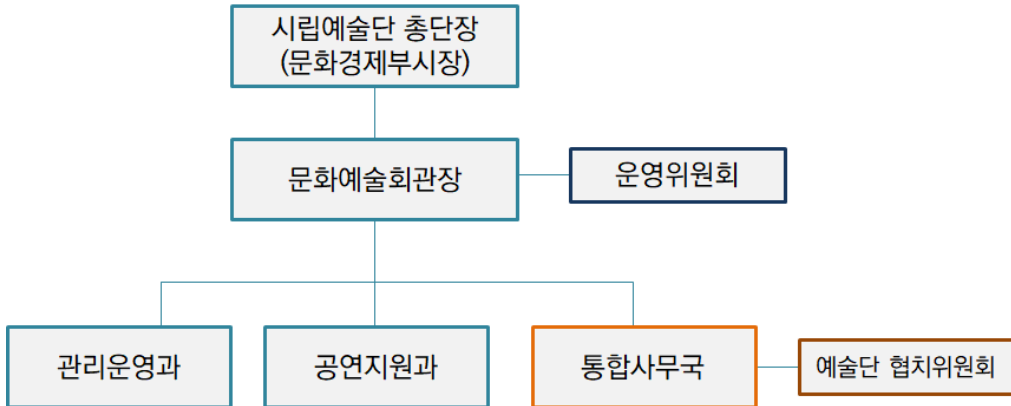 시립예술단 총단장
(문화경제부시장)
문화예술회관장
운영위원회
관리운영과
공연지원과
통합사무국
예술단 협치위원회